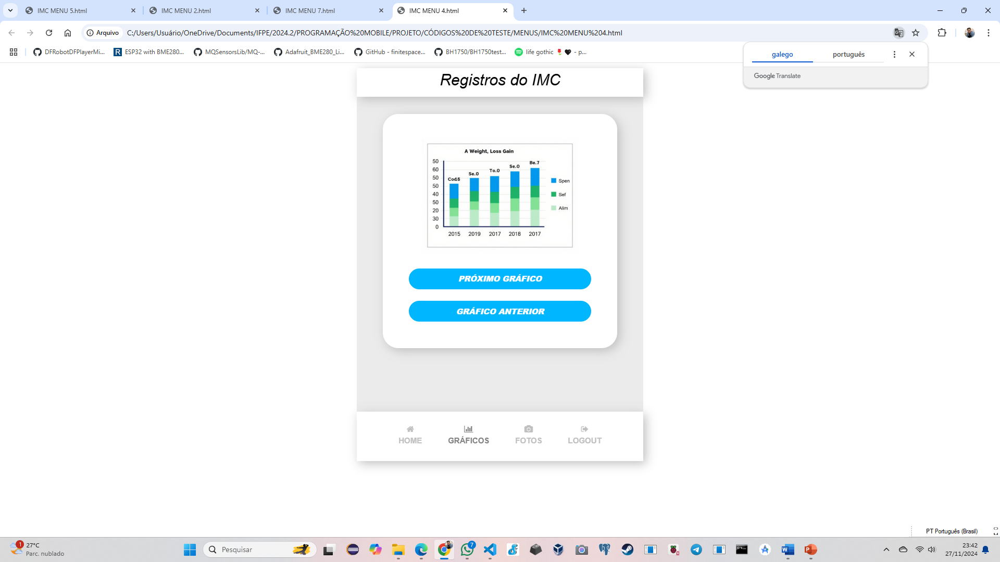 IMC MENU 5.html
IMC MENU 2.html
IMC MENU 7.html
IMC MENU 4.html
Arquivo
C:/Users/Usuário/OneDrive/Documents/IFPE/2024.2/PROGRAMAÇÃO%20MOBILE/PROJETO/CÓDIGOS%20DE%20TESTE/MENUS/IMC%20MENU%204.html
DFRobotDFPlayerMi...
R
ESP32 with BME280...
MQSensorsLib/MQ-...
Adafruit_BME280_Li...
GitHub - finitespace...
BH1750/BH1750test...
life gothic 🌹🖤 - p...
galego
português
Google Translate
Registros do IMC
A Weight, Loss Gain
50
60
50
50
40
50
20
30
0
Cod.6
Se.0
To.0
Se.0
Be.7
2015
2019
2017
2018
2017
Spen
Sef
Alim
PRÓXIMO GRÁFICO
GRÁFICO ANTERIOR
HOME
GRÁFICOS
FOTOS
LOGOUT
PT Português (Brasil)
1
27°C
Parc. nublado
Pesquisar
7
23:42
27/11/2024